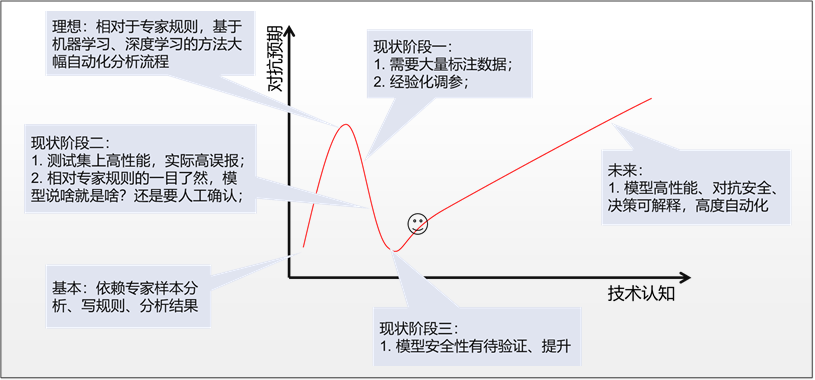 理想：相对于专家规则，基于
机器学习、深度学习的方法大
幅自动化分析流程
对抗预期
现状阶段一：
1. 需要大量标注数据；
2. 经验化调参；
现状阶段二：
1. 测试集上高性能，实际高误报；
2. 相对专家规则的一目了然，模
型说啥就是啥？还是要人工确认；
未来：
1. 模型高性能、对抗安全、
决策可解释，高度自动化
基本：依赖专家样本分
析、写规则、分析结果
技术认知
现状阶段三：
1. 模型安全性有待验证、提升